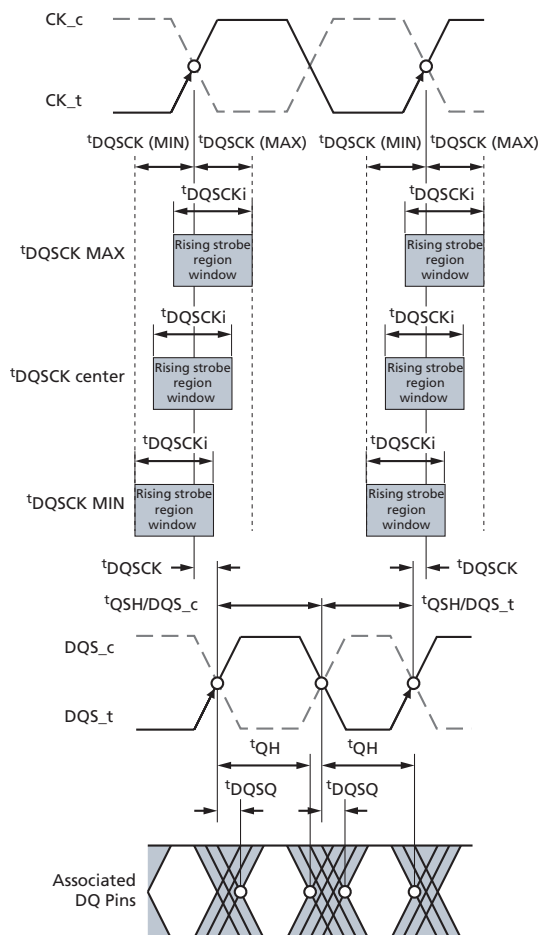 CK_c
CK_t
tDQSCK (MIN) tDQSCK (MAX) tDQSCK (MIN) tDQSCK (MAX)
tDQSCKi tDQSCKi
tDQSCK MAX
Rising strobe
region
window
Rising strobe
region
window
tDQSCKi tDQSCKi
tDQSCK center
Rising strobe
region
window
Rising strobe
region
window
tDQSCKi tDQSCKi
tDQSCK MIN
Rising strobe
region
window
Rising strobe
region
window
tDQSCK tDQSCK
tQSH/DQS_c tQSH/DQS_t
DQS_c
DQS_t
tQH tQH
tDQSQ tDQSQ
Associated
DQ Pins